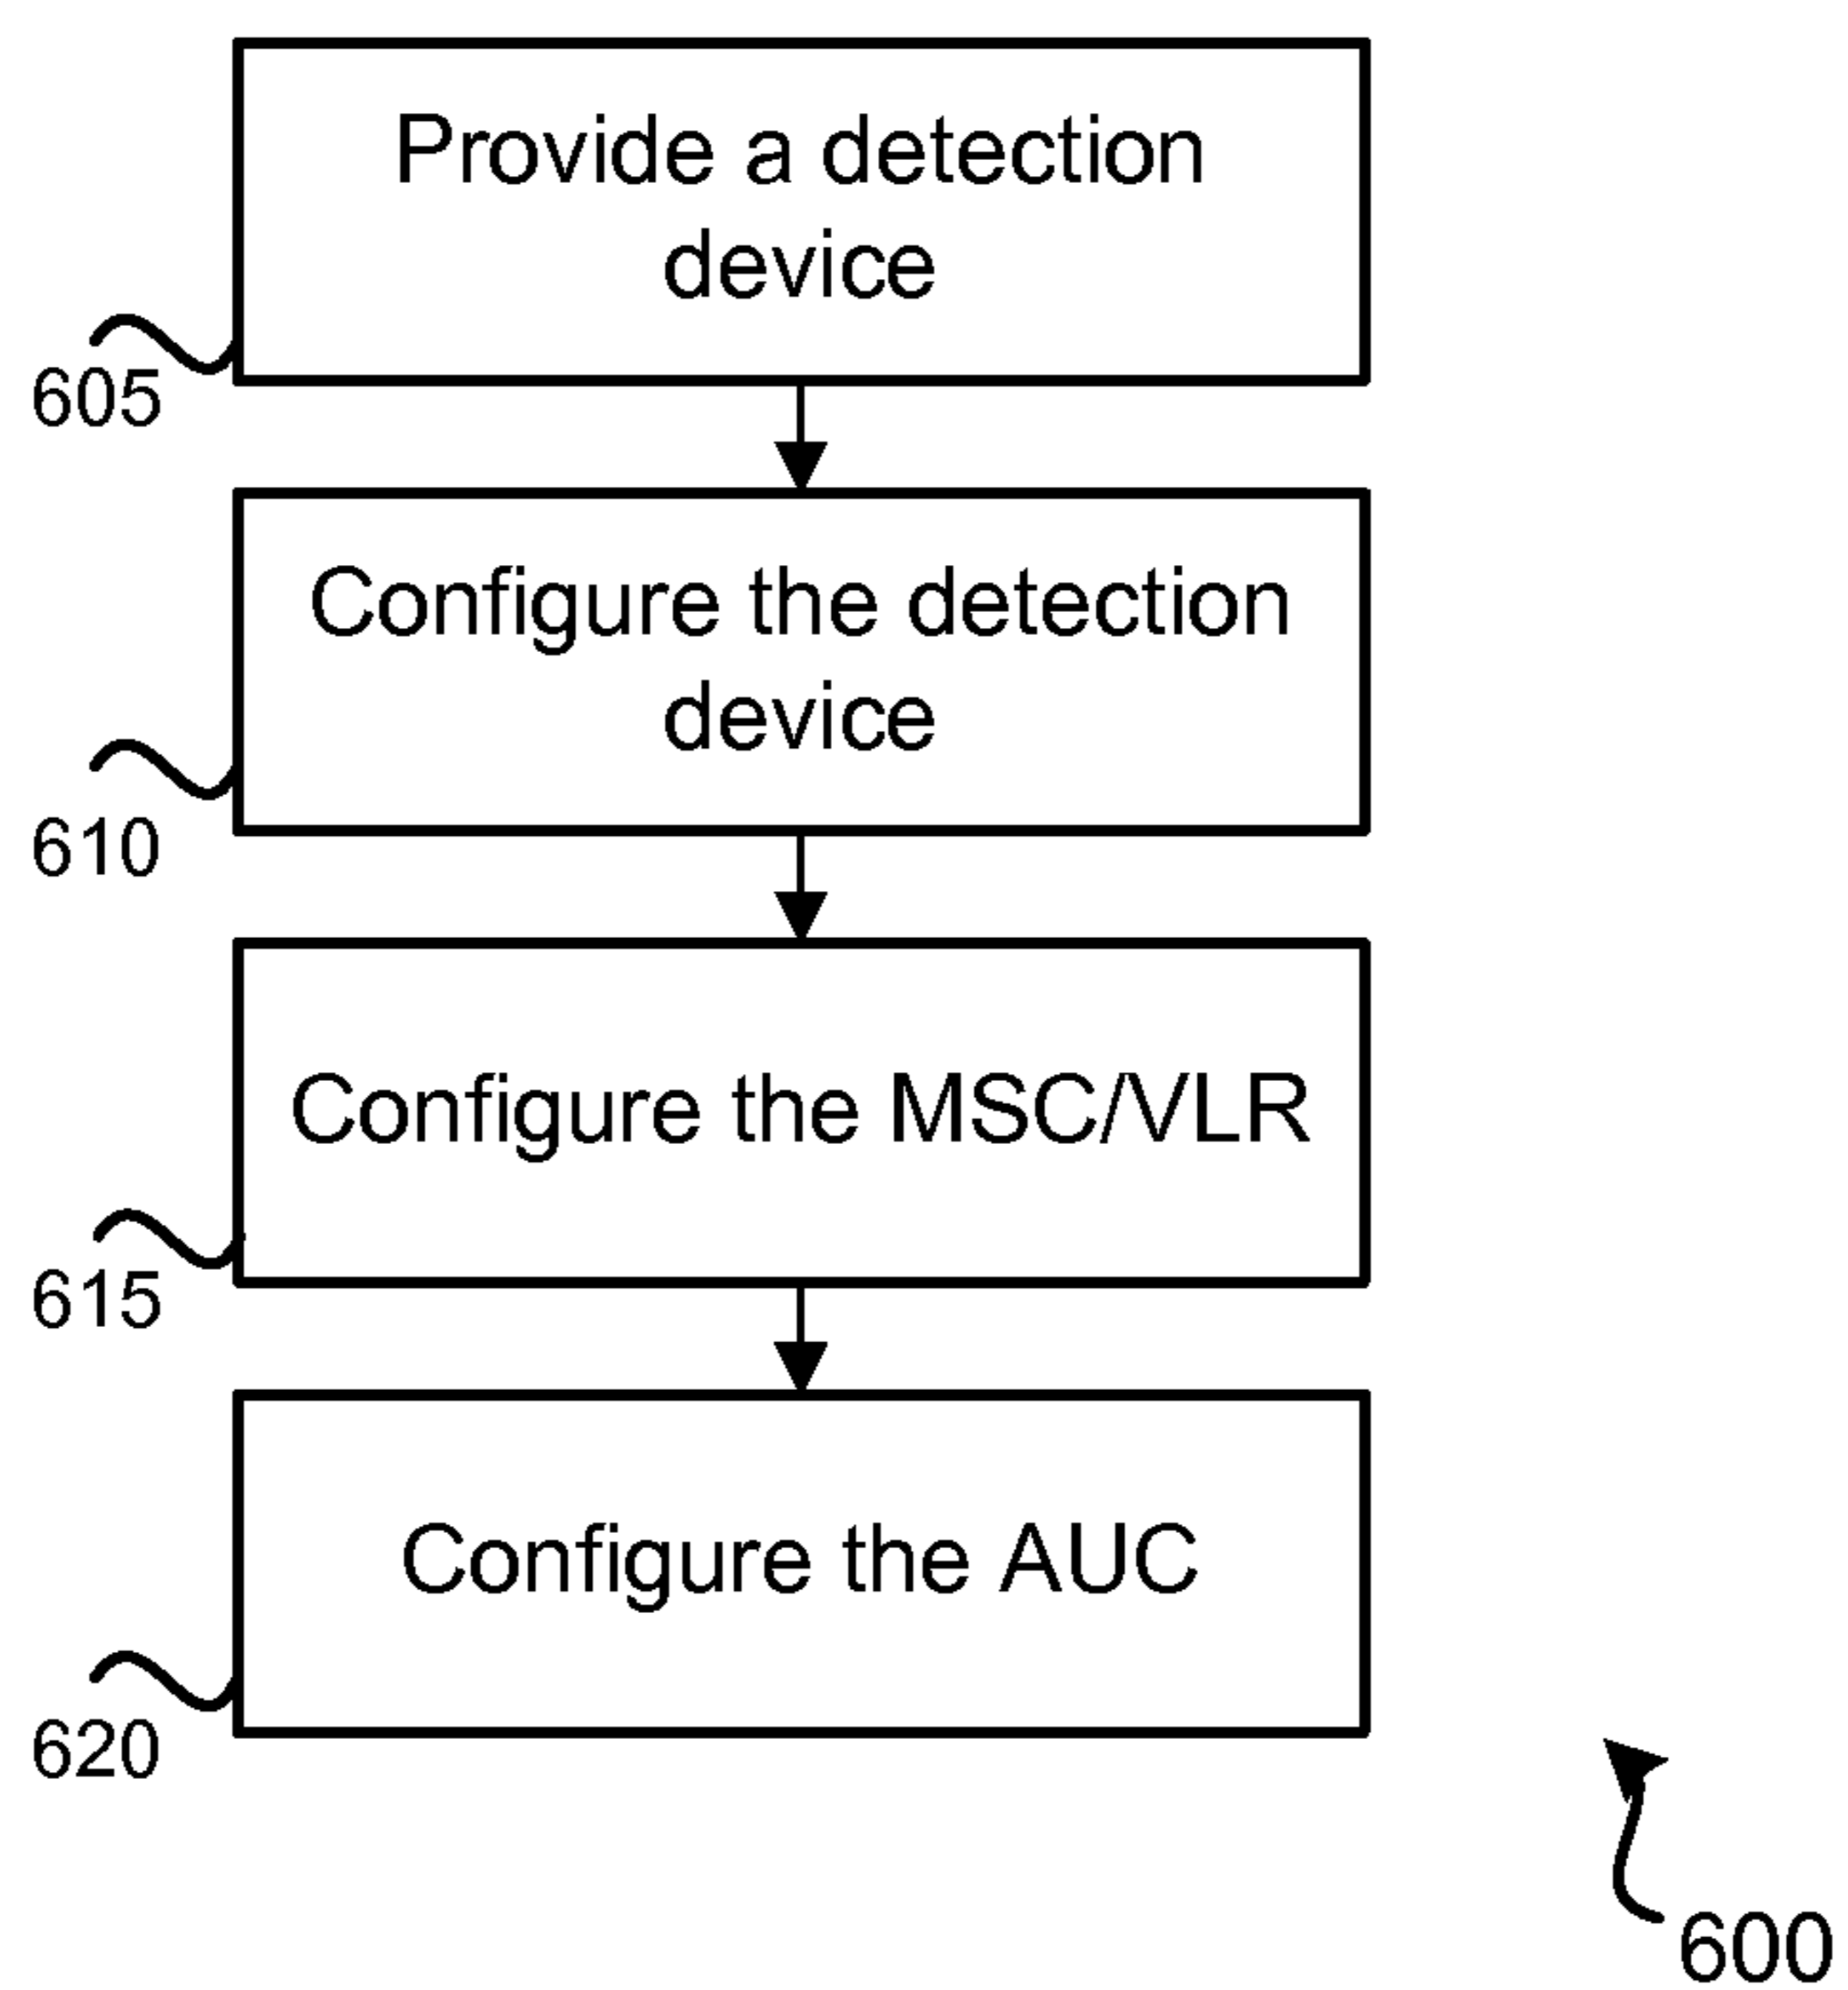 Provide a detection
device
605
Configure the detection
device
610
Configure the MSC/VLR
615
Configure the AUC
620
600